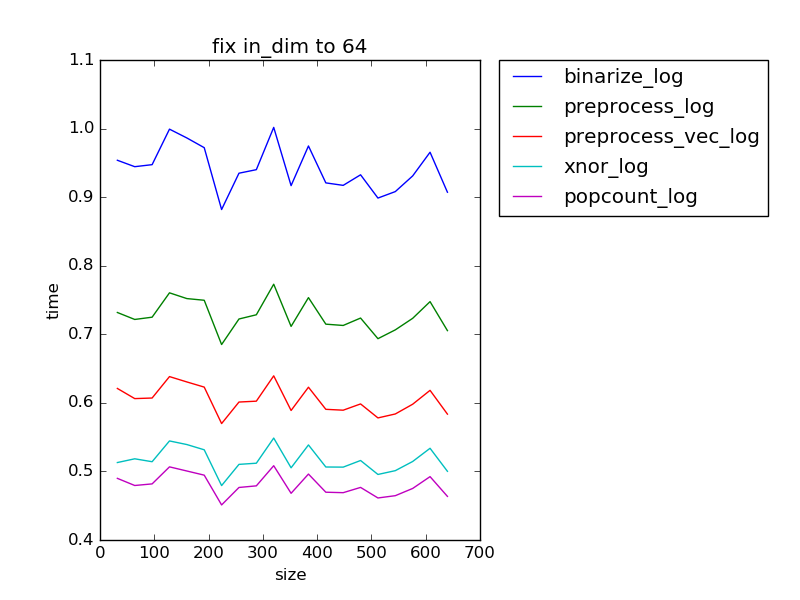 fix in_dim to 64
1.1
1.0
0.9
0.8
0.7
0.6
0.5
0.4
time
0 100 200 300 400 500 600 700
size
binarize_log
preprocess_log
preprocess_vec_log
xnor_log
popcount_log